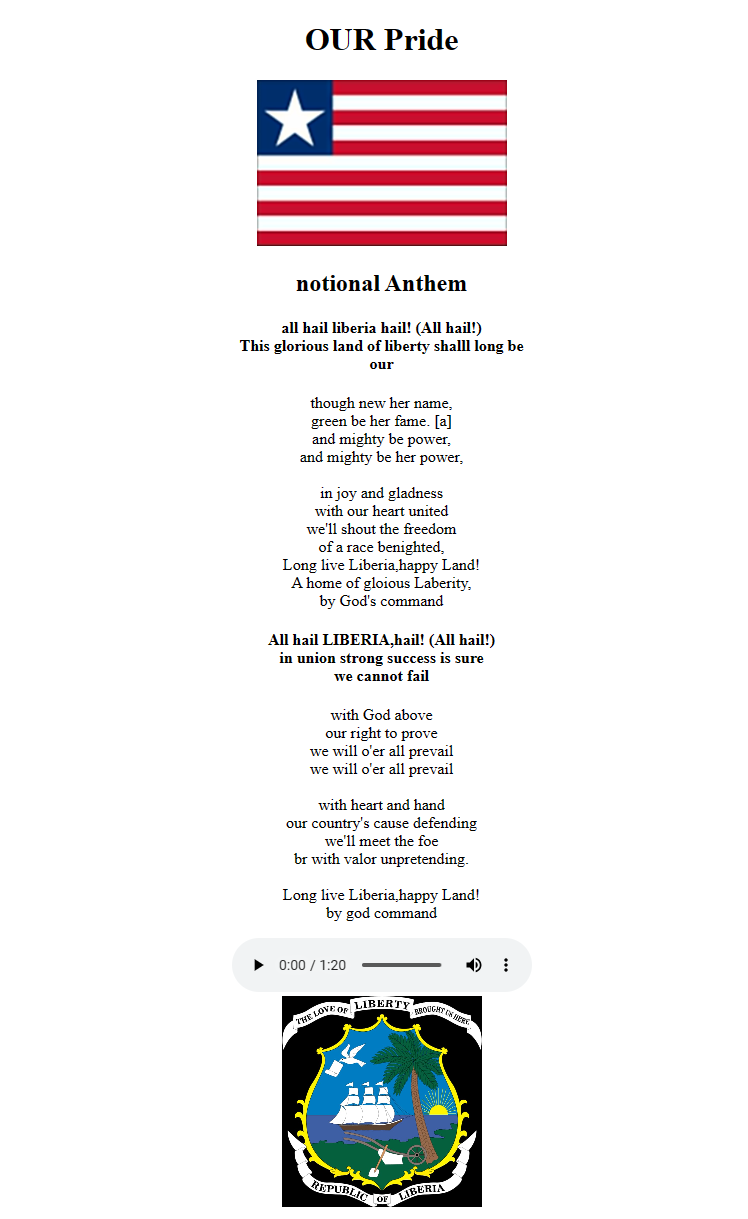 OUR Pride
notional Anthem
all hail liberia hail! (All hail!)
This glorious land of liberty shalll long be
our
though new her name,
green be her fame. [a]
and mighty be power,
and mighty be her power,
in joy and gladness
with our heart united
we'll shout the freedom
of a race benighted,
Long live Liberia,happy Land!
A home of gloious Laberity,
by God's command
All hail LIBERIA,hail! (All hail!)
in union strong success is sure
we cannot fail
with God above
our right to prove
we will o'er all prevail
we will o'er all prevail
with heart and hand
our country's cause defending
we'll meet the foe
br with valor unpretending.
Long live Liberia,happy Land!
by god command
0:00 / 1:20
THE LOVE OF LIBERTY BROUGHT US HERE
REPUBLIC OF LIBERIA